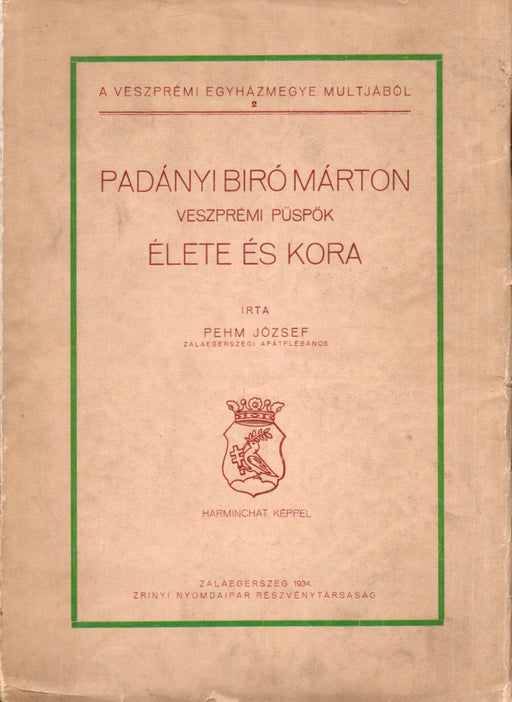 A VESZPRÉMI EGYHÁZMEGYE MULTJÁBÓL
2
PADÁNYI BIRÓ MÁRTON
VESZPRÉMI PÜSPÖK
ÉLETE ÉS KORA
IRTA
PEHM JÓZSEF
ZALAEGERSZEGI APÁTPLÉBÁNOS
HARMINCHAT KÉPPEL
ZALAEGERSZEG 1934.
ZRINYI NYOMDAIPAR RÉSZVÉNYTÁRSASÁG